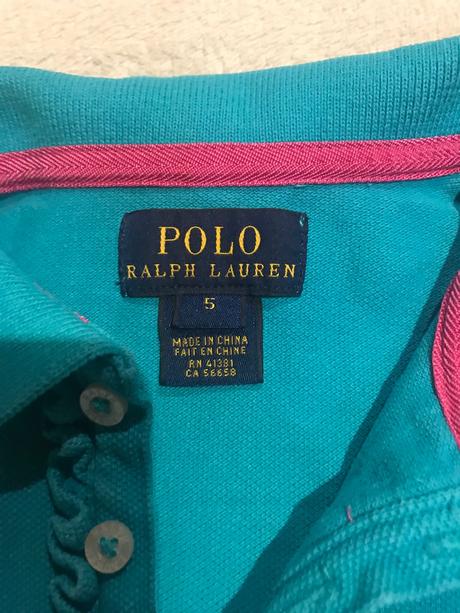 POLO
RALPH LAUREN
5
MADE IN CHINA
FAIT EN CHINE
RN 41381
CA 56658